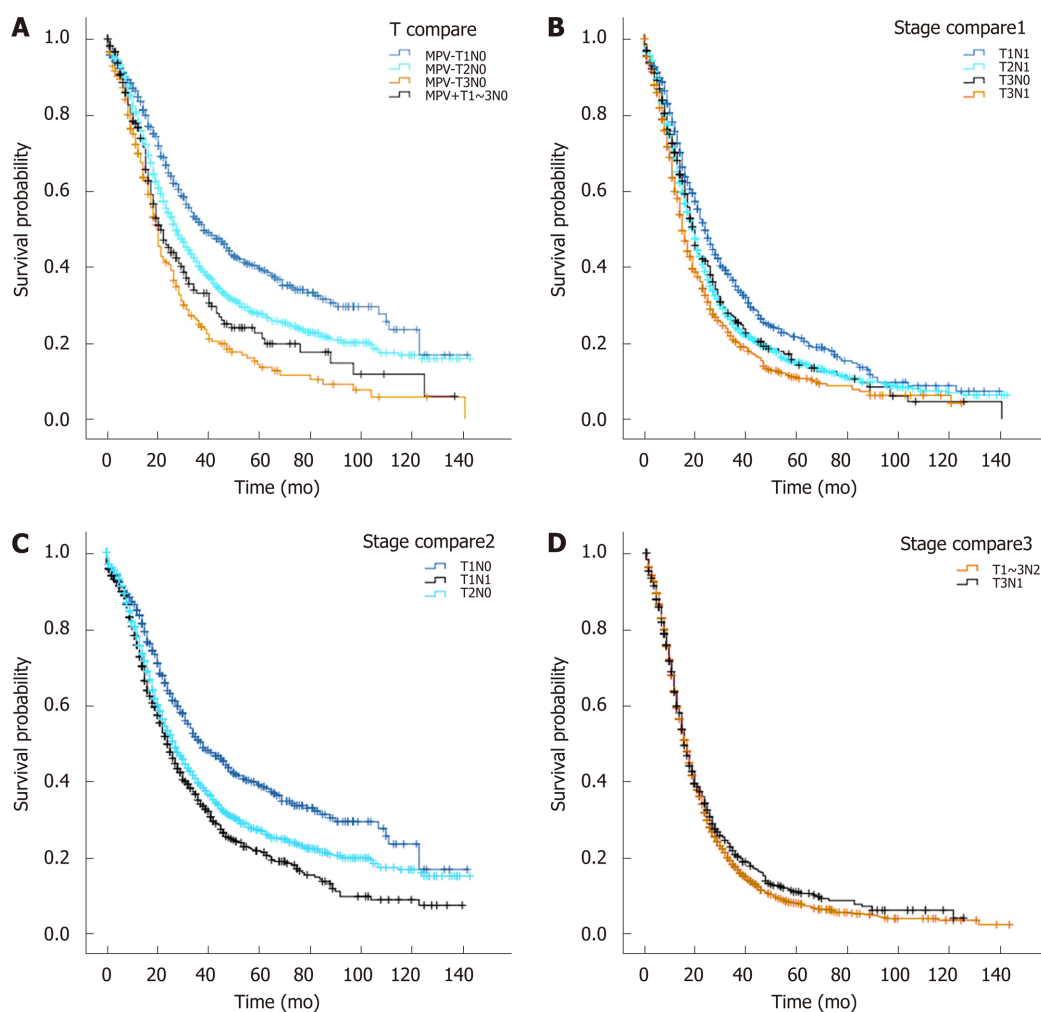 A
T compare
MPV-T1N0
MPV-T2N0
MPV-T3N0
MPV+T1~3N0
Survival probability
1.0
0.8
0.6
0.4
0.2
0.0
0 20 40 60 80 100 120 140
Time (mo)
B
Stage compare1
T1N1
T2N1
T3N0
T3N1
Survival probability
1.0
0.8
0.6
0.4
0.2
0.0
0 20 40 60 80 100 120 140
Time (mo)
C
Stage compare2
T1N0
T1N1
T2N0
Survival probability
1.0
0.8
0.6
0.4
0.2
0.0
0 20 40 60 80 100 120 140
Time (mo)
D
Stage compare3
T1~3N2
T3N1
Survival probability
1.0
0.8
0.6
0.4
0.2
0.0
0 20 40 60 80 100 120 140
Time (mo)